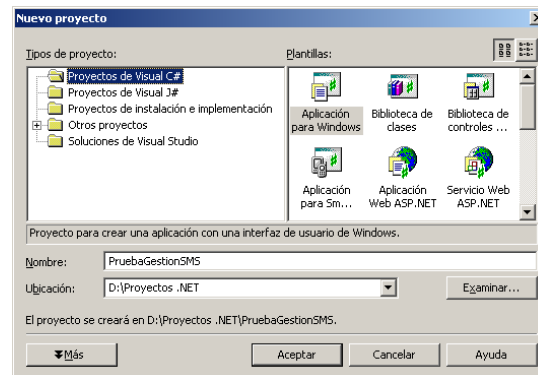 Nuevo proyecto
Tipos de proyecto:
Plantillas:
Proyectos de Visual C#
Proyectos de Visual J#
Proyectos de instalación e implementación
Otros proyectos
Soluciones de Visual Studio
Aplicación para Windows
Biblioteca de clases
Biblioteca de controles ...
Aplicación para Sm...
Aplicación Web ASP.NET
Servicio Web ASP.NET
Proyecto para crear una aplicación con una interfaz de usuario de Windows.
Nombre:
PruebaGestionSMS
Ubicación:
D:\Proyectos .NET
Examinar...
El proyecto se creará en D:\Proyectos .NET\PruebaGestionSMS.
Más
Aceptar
Cancelar
Ayuda